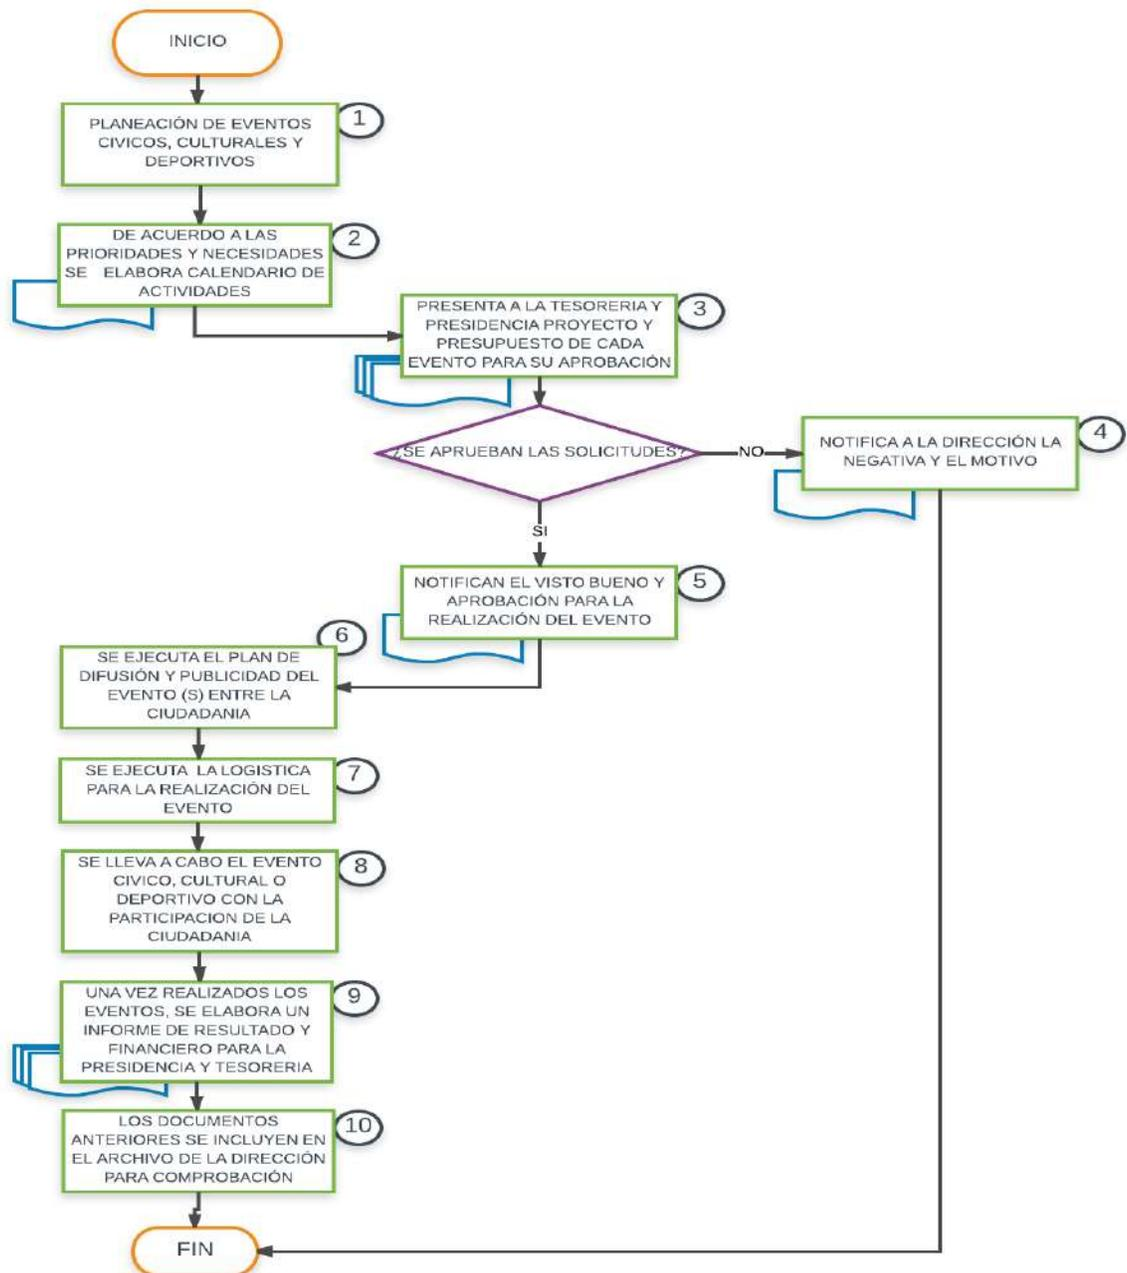 INICIO
1
PLANEACIÓN DE EVENTOS
CIVICOS, CULTURALES Y
DEPORTIVOS
2
DE ACUERDO A LAS
PRIORIDADES Y NECESIDADES
SE ELABORA CALENDARIO DE
ACTIVIDADES
3
PRESENTA A LA TESORERIA Y
PRESIDENCIA PROYECTO Y
PRESUPUESTO DE CADA
EVENTO PARA SU APROBACIÓN
¿SE APRUEBAN LAS SOLICITUDES?
NO
4
NOTIFICA A LA DIRECCIÓN LA
NEGATIVA Y EL MOTIVO
SI
5
NOTIFICAN EL VISTO BUENO Y
APROBACIÓN PARA LA
REALIZACIÓN DEL EVENTO
6
SE EJECUTA EL PLAN DE
DIFUSIÓN Y PUBLICIDAD DEL
EVENTO (S) ENTRE LA
CIUDADANIA
7
SE EJECUTA LA LOGISTICA
PARA LA REALIZACIÓN DEL
EVENTO
8
SE LLEVA A CABO EL EVENTO
CIVICO, CULTURAL O
DEPORTIVO CON LA
PARTICIPACION DE LA
CIUDADANIA
9
UNA VEZ REALIZADOS LOS
EVENTOS, SE ELABORA UN
INFORME DE RESULTADO Y
FINANCIERO PARA LA
PRESIDENCIA Y TESORERIA
10
LOS DOCUMENTOS
ANTERIORES SE INCLUYEN EN
EL ARCHIVO DE LA DIRECCIÓN
PARA COMPROBACIÓN
FIN